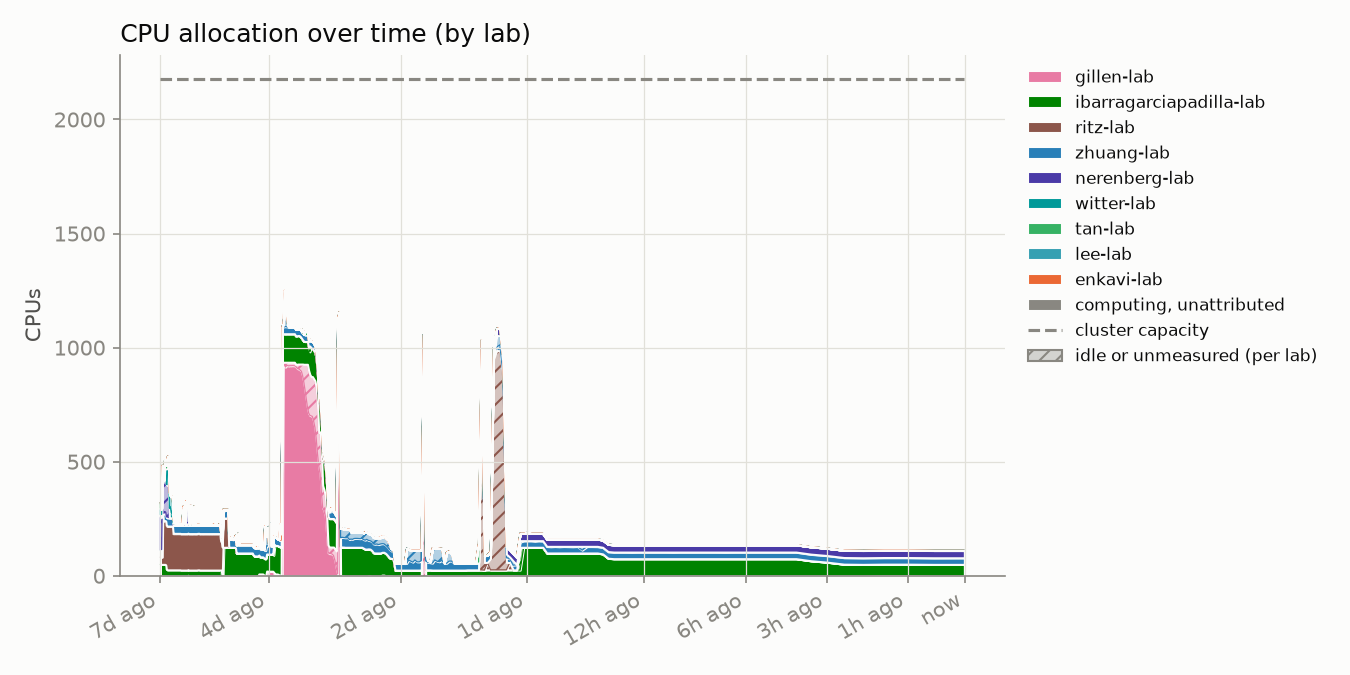 CPU allocation over time (by lab)
CPUs
2000
1500
1000
500
0
7d ago
4d ago
2d ago
1d ago
12h ago
6h ago
3h ago
1h ago
now
gillen-lab
ibarragarciapadilla-lab
ritz-lab
zhuang-lab
nerenberg-lab
witter-lab
tan-lab
lee-lab
enkavi-lab
computing, unattributed
cluster capacity
idle or unmeasured (per lab)